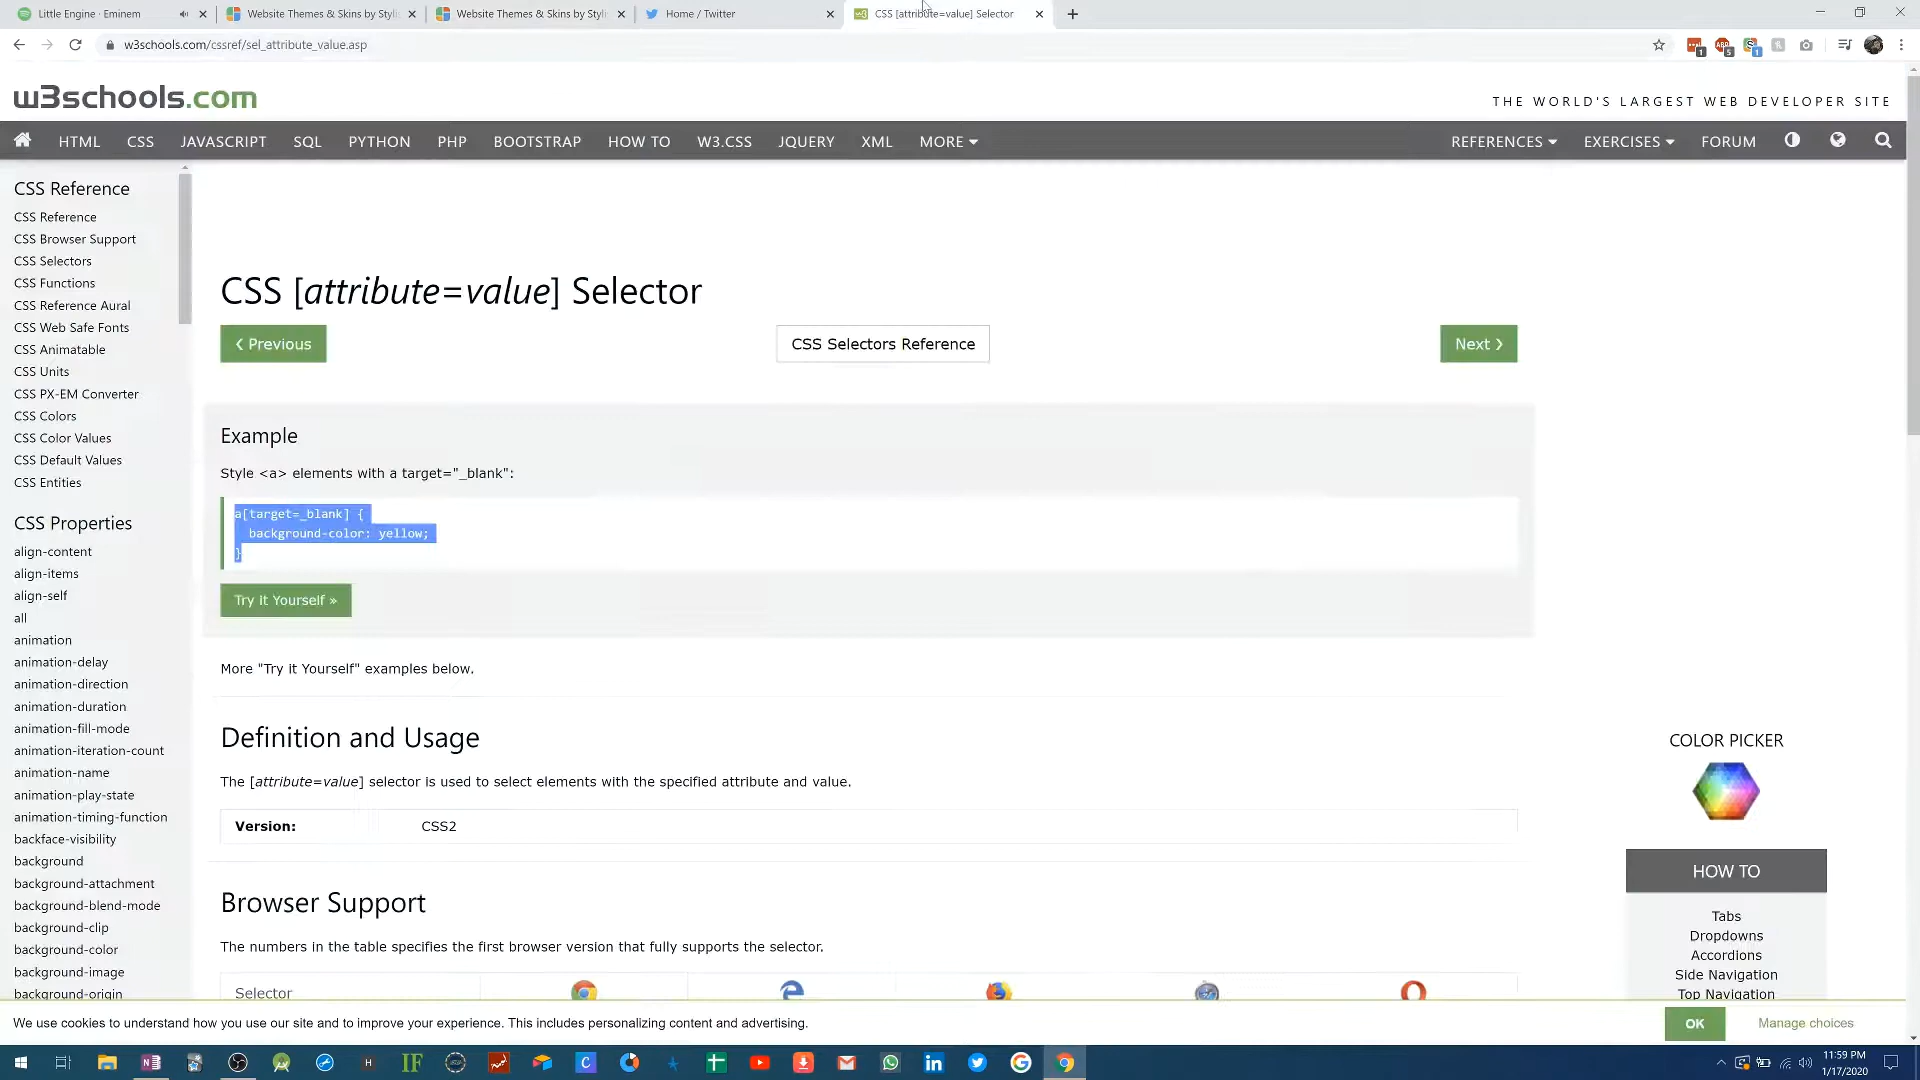 Little Engine · Eminem
Website Themes & Skins by Styli
Website Themes & Skins by Styli
Home / Twitter
CSS [attribute=value] Selector
w3schools.com/cssref/sel_attribute_value.asp
1
ABP
5
1
w3schools.com
THE WORLD'S LARGEST WEB DEVELOPER SITE
HTML CSS JAVASCRIPT SQL PYTHON PHP BOOTSTRAP HOW TO W3.CSS JQUERY XML MORE REFERENCES EXERCISES FORUM
CSS Reference
CSS Reference
CSS Browser Support
CSS Selectors
CSS Functions
CSS Reference Aural
CSS Web Safe Fonts
CSS Animatable
CSS Units
CSS PX-EM Converter
CSS Colors
CSS Color Values
CSS Default Values
CSS Entities
CSS Properties
align-content
align-items
align-self
all
animation
animation-delay
animation-direction
animation-duration
animation-fill-mode
animation-iteration-count
animation-name
animation-play-state
animation-timing-function
backface-visibility
background
background-attachment
background-blend-mode
background-clip
background-color
background-image
background-origin
CSS [attribute=value] Selector
❮ Previous
CSS Selectors Reference
Next ❯
Example
Style <a> elements with a target="_blank":
a[target=_blank] {
background-color: yellow;
}
Try it Yourself »
More "Try it Yourself" examples below.
Definition and Usage
The [attribute=value] selector is used to select elements with the specified attribute and value.
Version: CSS2
Browser Support
The numbers in the table specifies the first browser version that fully supports the selector.
Selector
COLOR PICKER
HOW TO
Tabs
Dropdowns
Accordions
Side Navigation
Top Navigation
We use cookies to understand how you use our site and to improve your experience. This includes personalizing content and advertising.
OK
Manage choices
H
IF
C
11:59 PM
1/17/2020